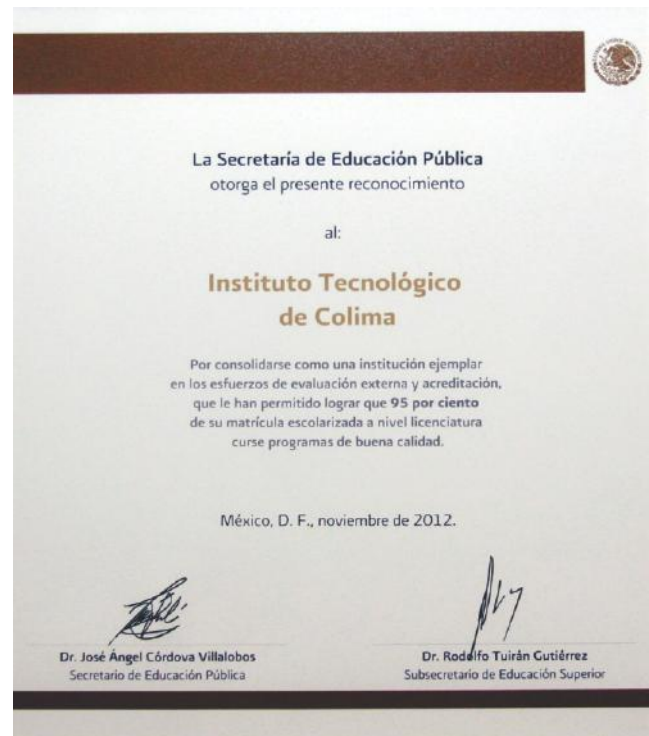 La Secretaría de Educación Pública
otorga el presente reconocimiento
al:
Instituto Tecnológico
de Colima
Por consolidarse como una institución ejemplar
en los esfuerzos de evaluación externa y acreditación,
que le han permitido lograr que 95 por ciento
de su matrícula escolarizada a nivel licenciatura
curse programas de buena calidad.
México, D. F., noviembre de 2012.
Dr. José Ángel Córdova Villalobos
Secretario de Educación Pública
Dr. Rodolfo Tuirán Gutiérrez
Subsecretario de Educación Superior